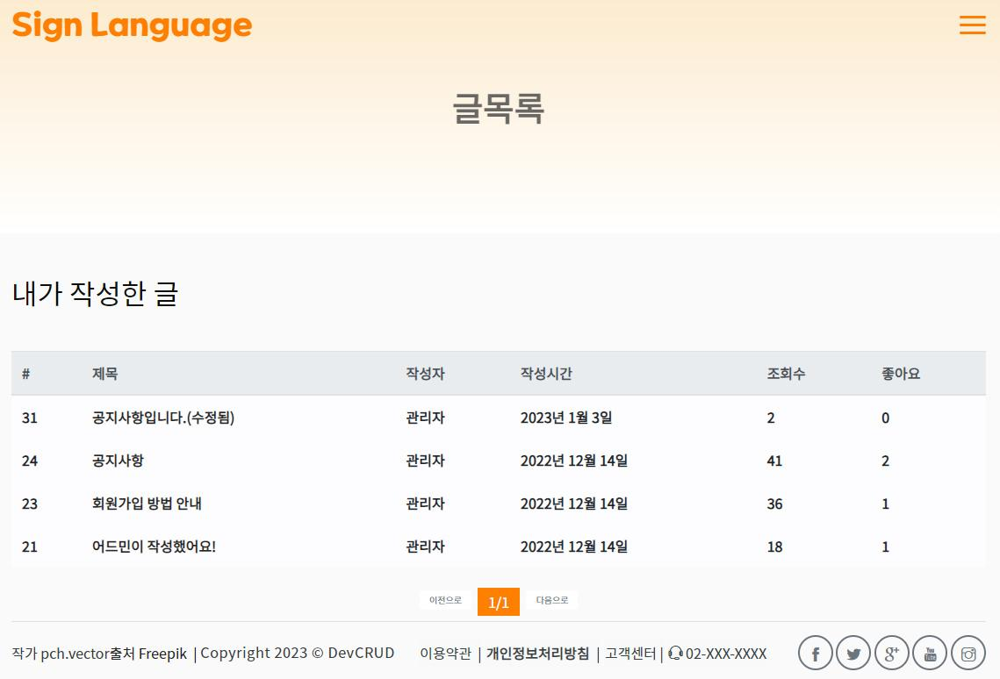 Sign Language
글목록
내가 작성한 글
# 제목 작성자 작성시간 조회수 좋아요
31 공지사항입니다.(수정됨) 관리자 2023년 1월 3일 2 0
24 공지사항 관리자 2022년 12월 14일 41 2
23 회원가입 방법 안내 관리자 2022년 12월 14일 36 1
21 어드민이 작성했어요! 관리자 2022년 12월 14일 18 1
이전으로 1/1 다음으로
작가 pch.vector출처 Freepik | Copyright 2023 © DevCRUD 이용약관 | 개인정보처리방침 | 고객센터 | 02-XXX-XXXX f g+ You Tube